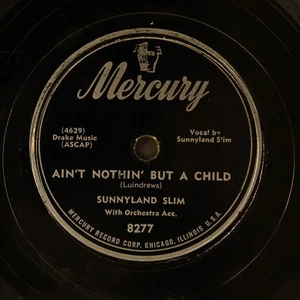 Mercury
(4629)
Drake Music
(ASCAP)
Vocal by
Sunnyland Slim
AIN'T NOTHIN' BUT A CHILD
(Luindrews)
SUNNYLAND SLIM
With Orchestra Acc.
8277
MERCURY RECORD CORP. CHICAGO, ILLINOIS U.S.A.